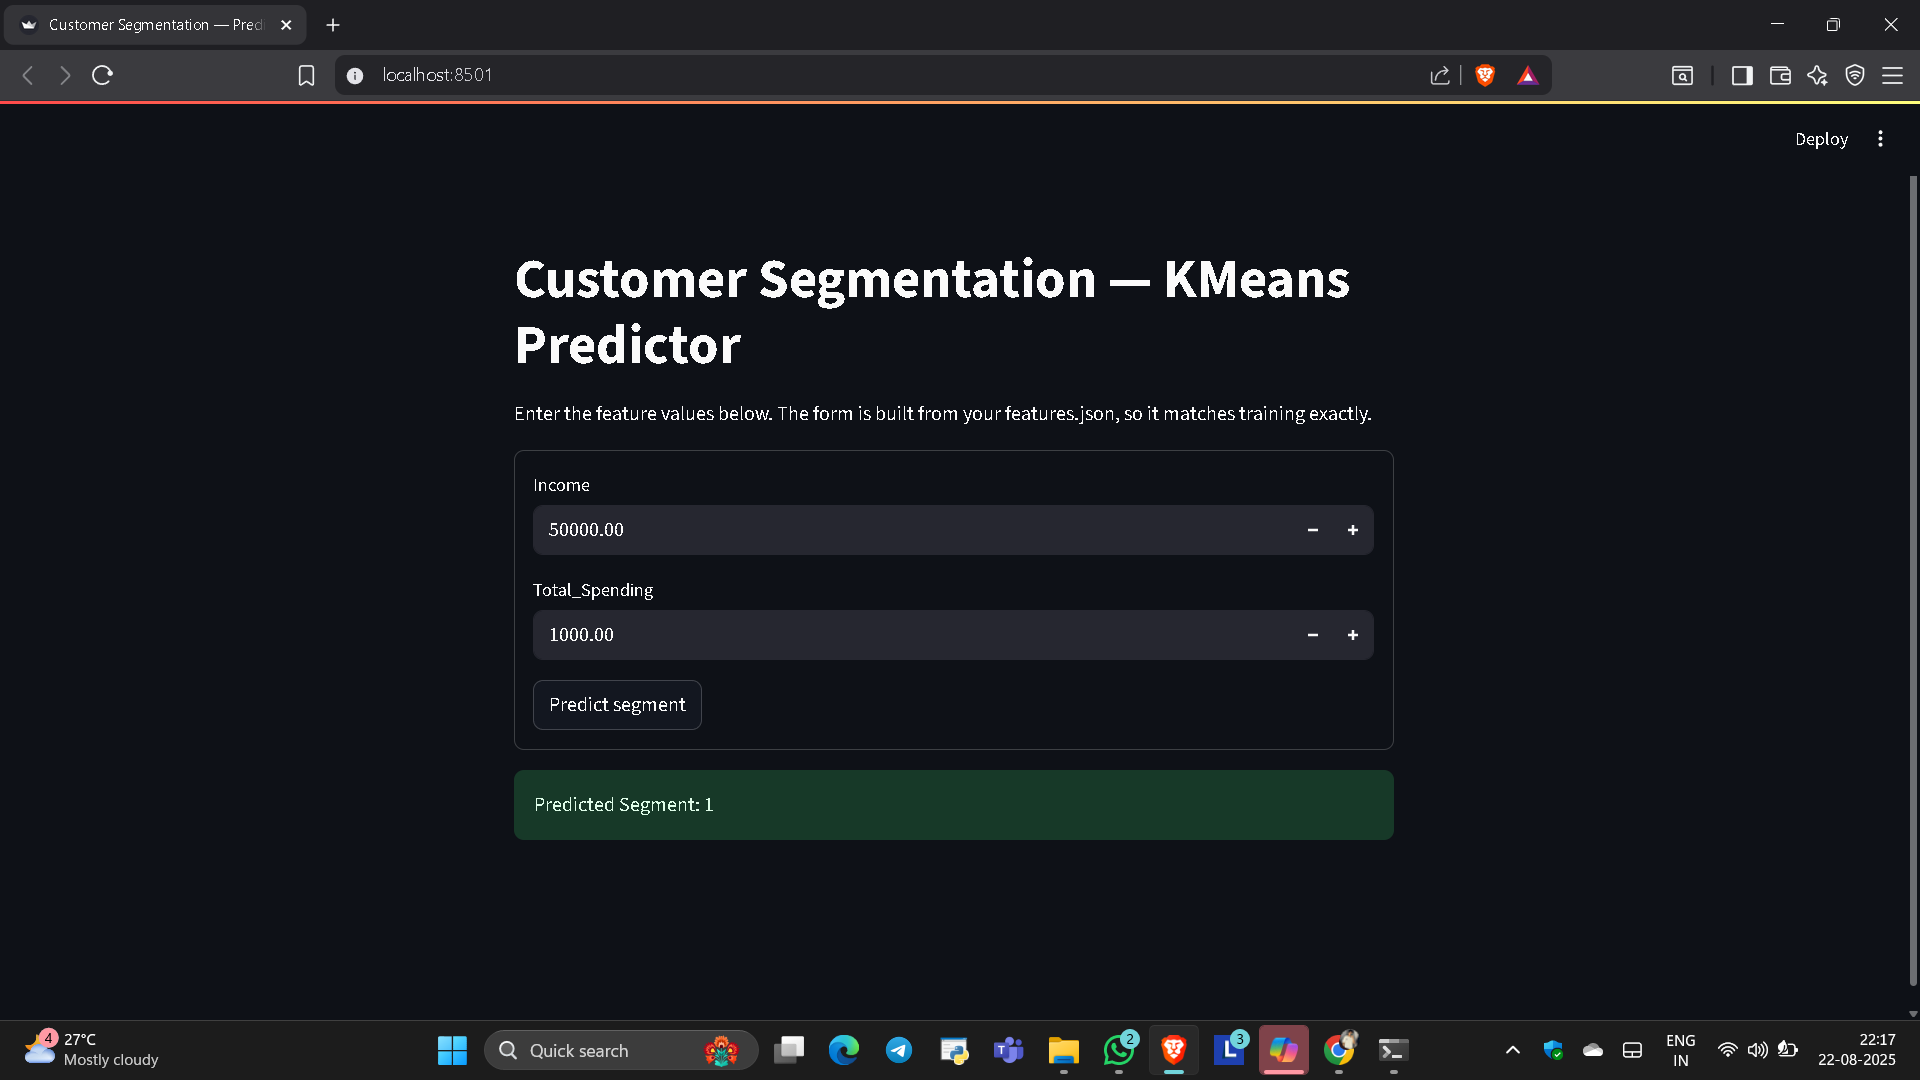 Customer Segmentation — Pred
localhost:8501
Deploy
Customer Segmentation — KMeans
Predictor
Enter the feature values below. The form is built from your features.json, so it matches training exactly.
Income
50000.00
Total_Spending
1000.00
Predict segment
Predicted Segment: 1
4
27°C
Mostly cloudy
Quick search
2
3
ENG
IN
22:17
22-08-2025